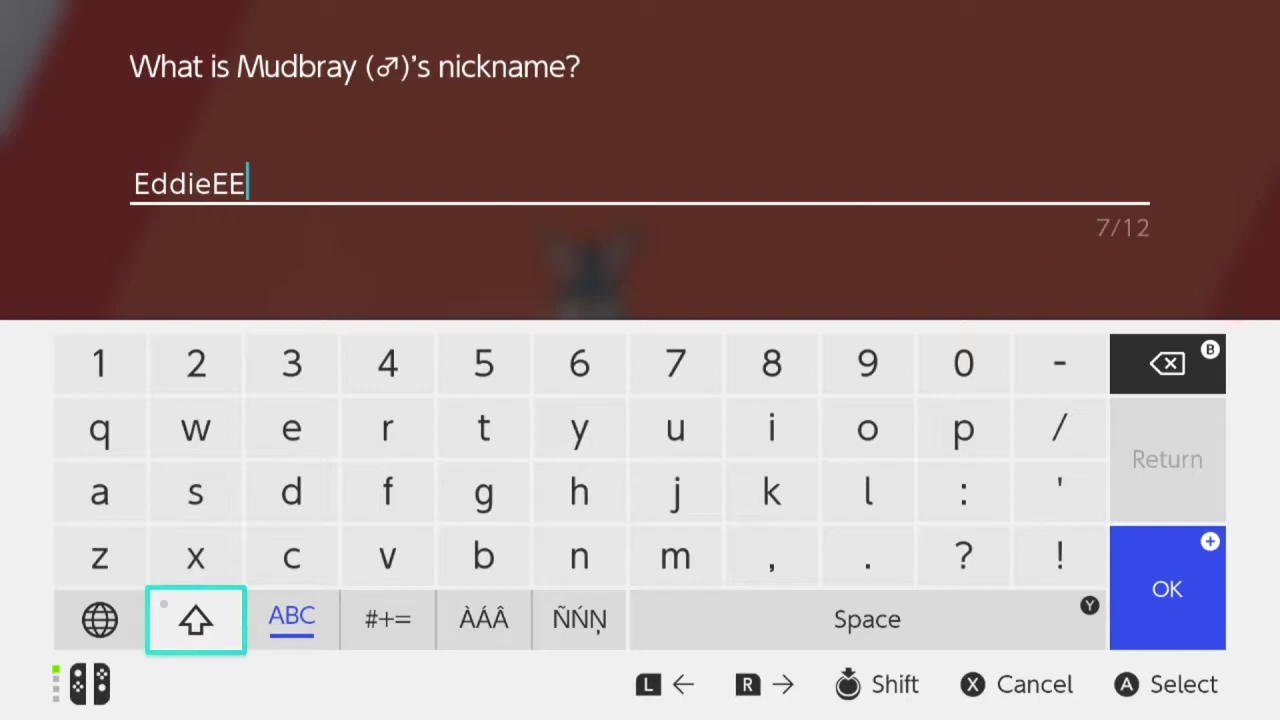 What is Mudbray (♂)'s nickname?
EddieEE
7/12
1 2 3 4 5 6 7 8 9 0 - B
q w e r t y u i o p / Return
a s d f g h j k l : '
z x c v b n m , . ? ! + OK
ABC #+= ÀÁÂ ÑŃŅ Space Y
L ← R → Shift X Cancel A Select